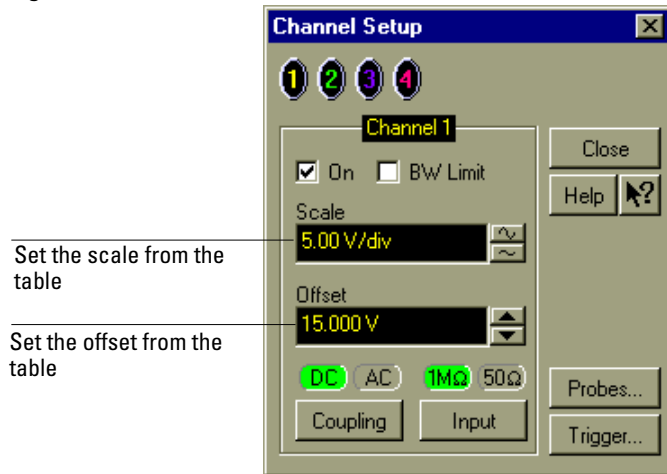 Channel Setup
1 2 3 4
Channel 1
On BW Limit
Close
Help ?
Scale
5.00 V/div
Set the scale from the
table
Offset
15.000 V
Set the offset from the
table
DC AC 1MΩ 50Ω
Coupling Input
Probes...
Trigger...